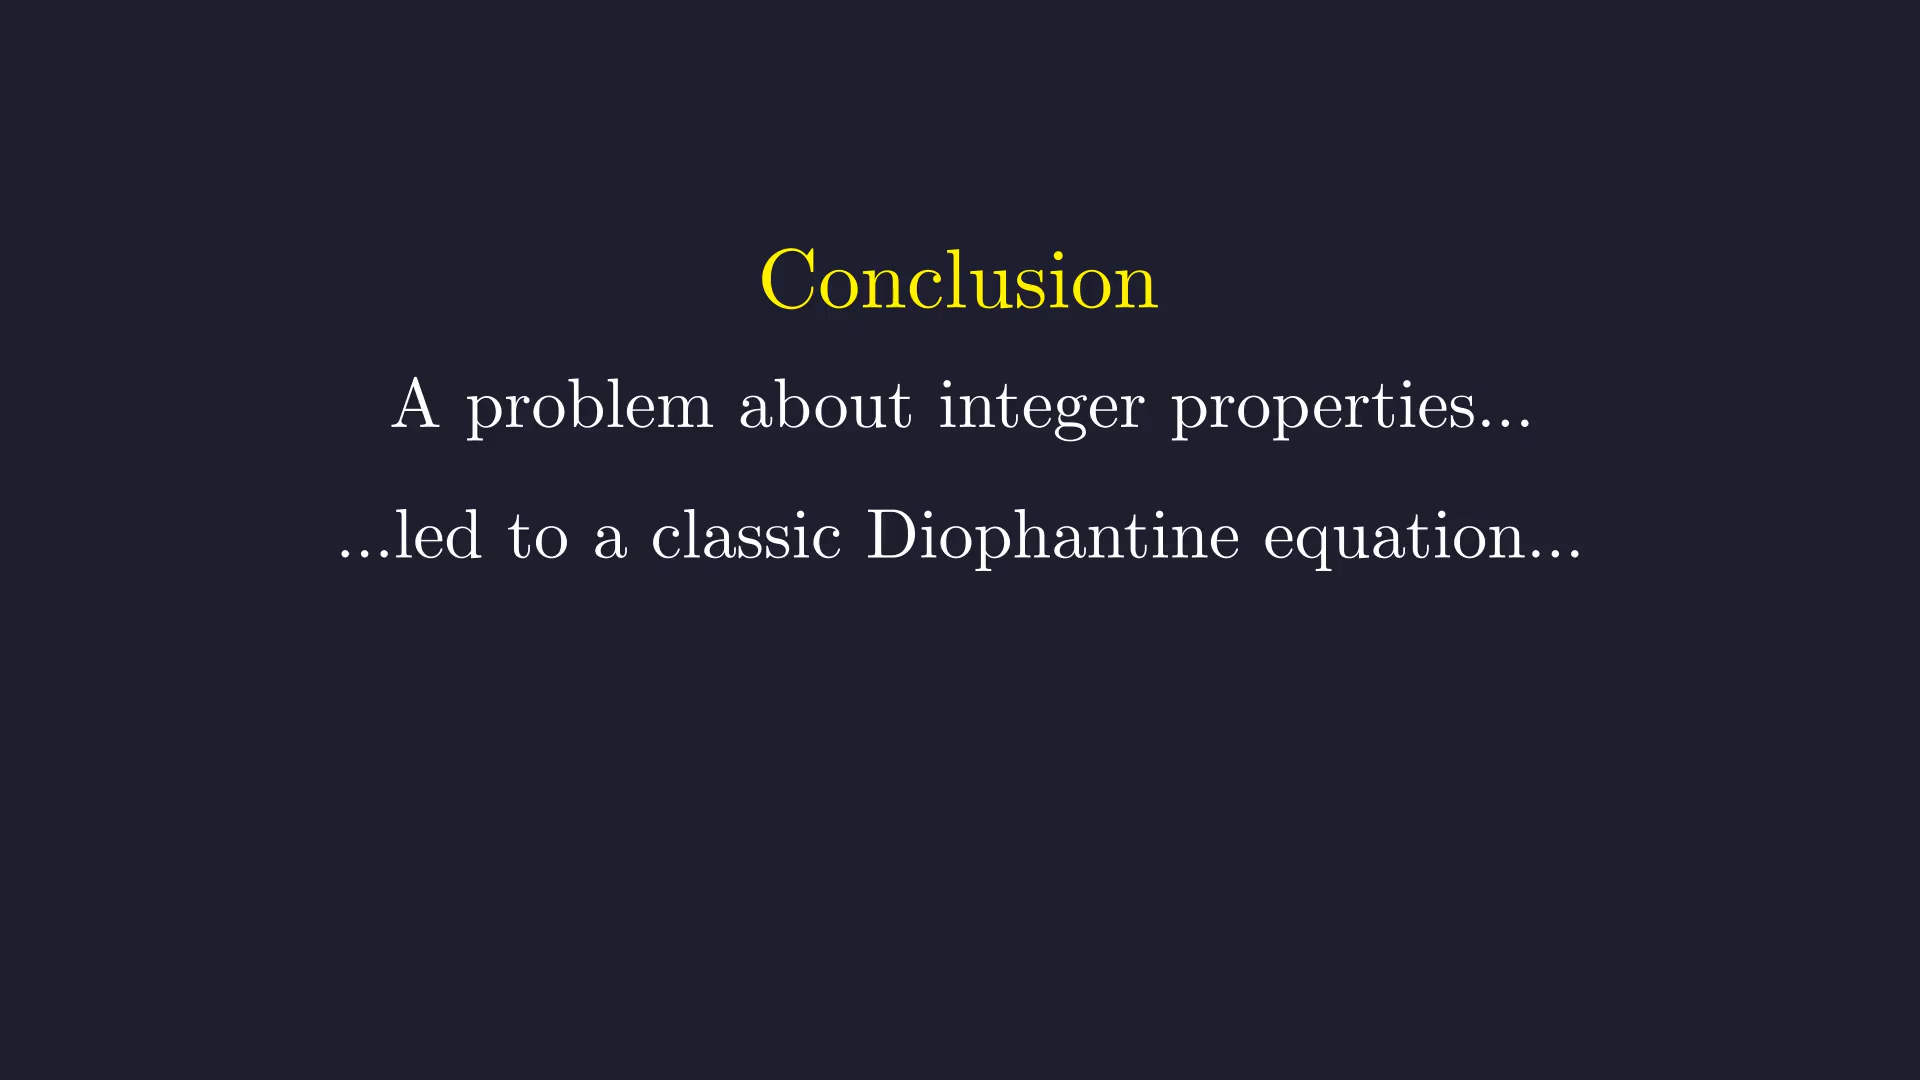 Conclusion
A problem about integer properties...
...led to a classic Diophantine equation...